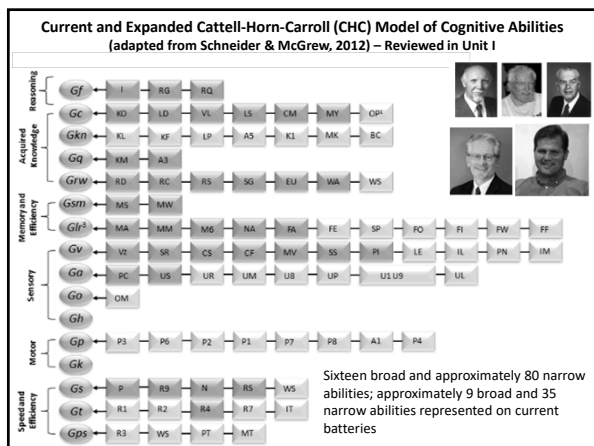 Current and Expanded Cattell-Horn-Carroll (CHC) Model of Cognitive Abilities
(adapted from Schneider & McGrew, 2012) – Reviewed in Unit I
Reasoning
Gf I RG RQ
Acquired Knowledge
Gc KO LD VL LS CM MY OP¹
Gkn KL KF LP A5 K1 MK BC
Gq KM A3
Grw RD RC RS SG EU WA WS
Memory and Efficiency
Gsm MS MW
Glr² MA MM M6 NA FA FE SP FO FI FW FF
Sensory
Gv Vz SR CS CF MV SS PI LE IL PN IM
Ga PC US UR UM U8 UP U1 U9 UL
Go OM
Gh
Motor
Gp P3 P6 P2 P1 P7 P8 A1 P4
Gk
Speed and Efficiency
Gs P R9 N RS WS
Gt R1 R2 R4 R7 IT
Gps R3 WS PT MT
Sixteen broad and approximately 80 narrow
abilities; approximately 9 broad and 35
narrow abilities represented on current
batteries